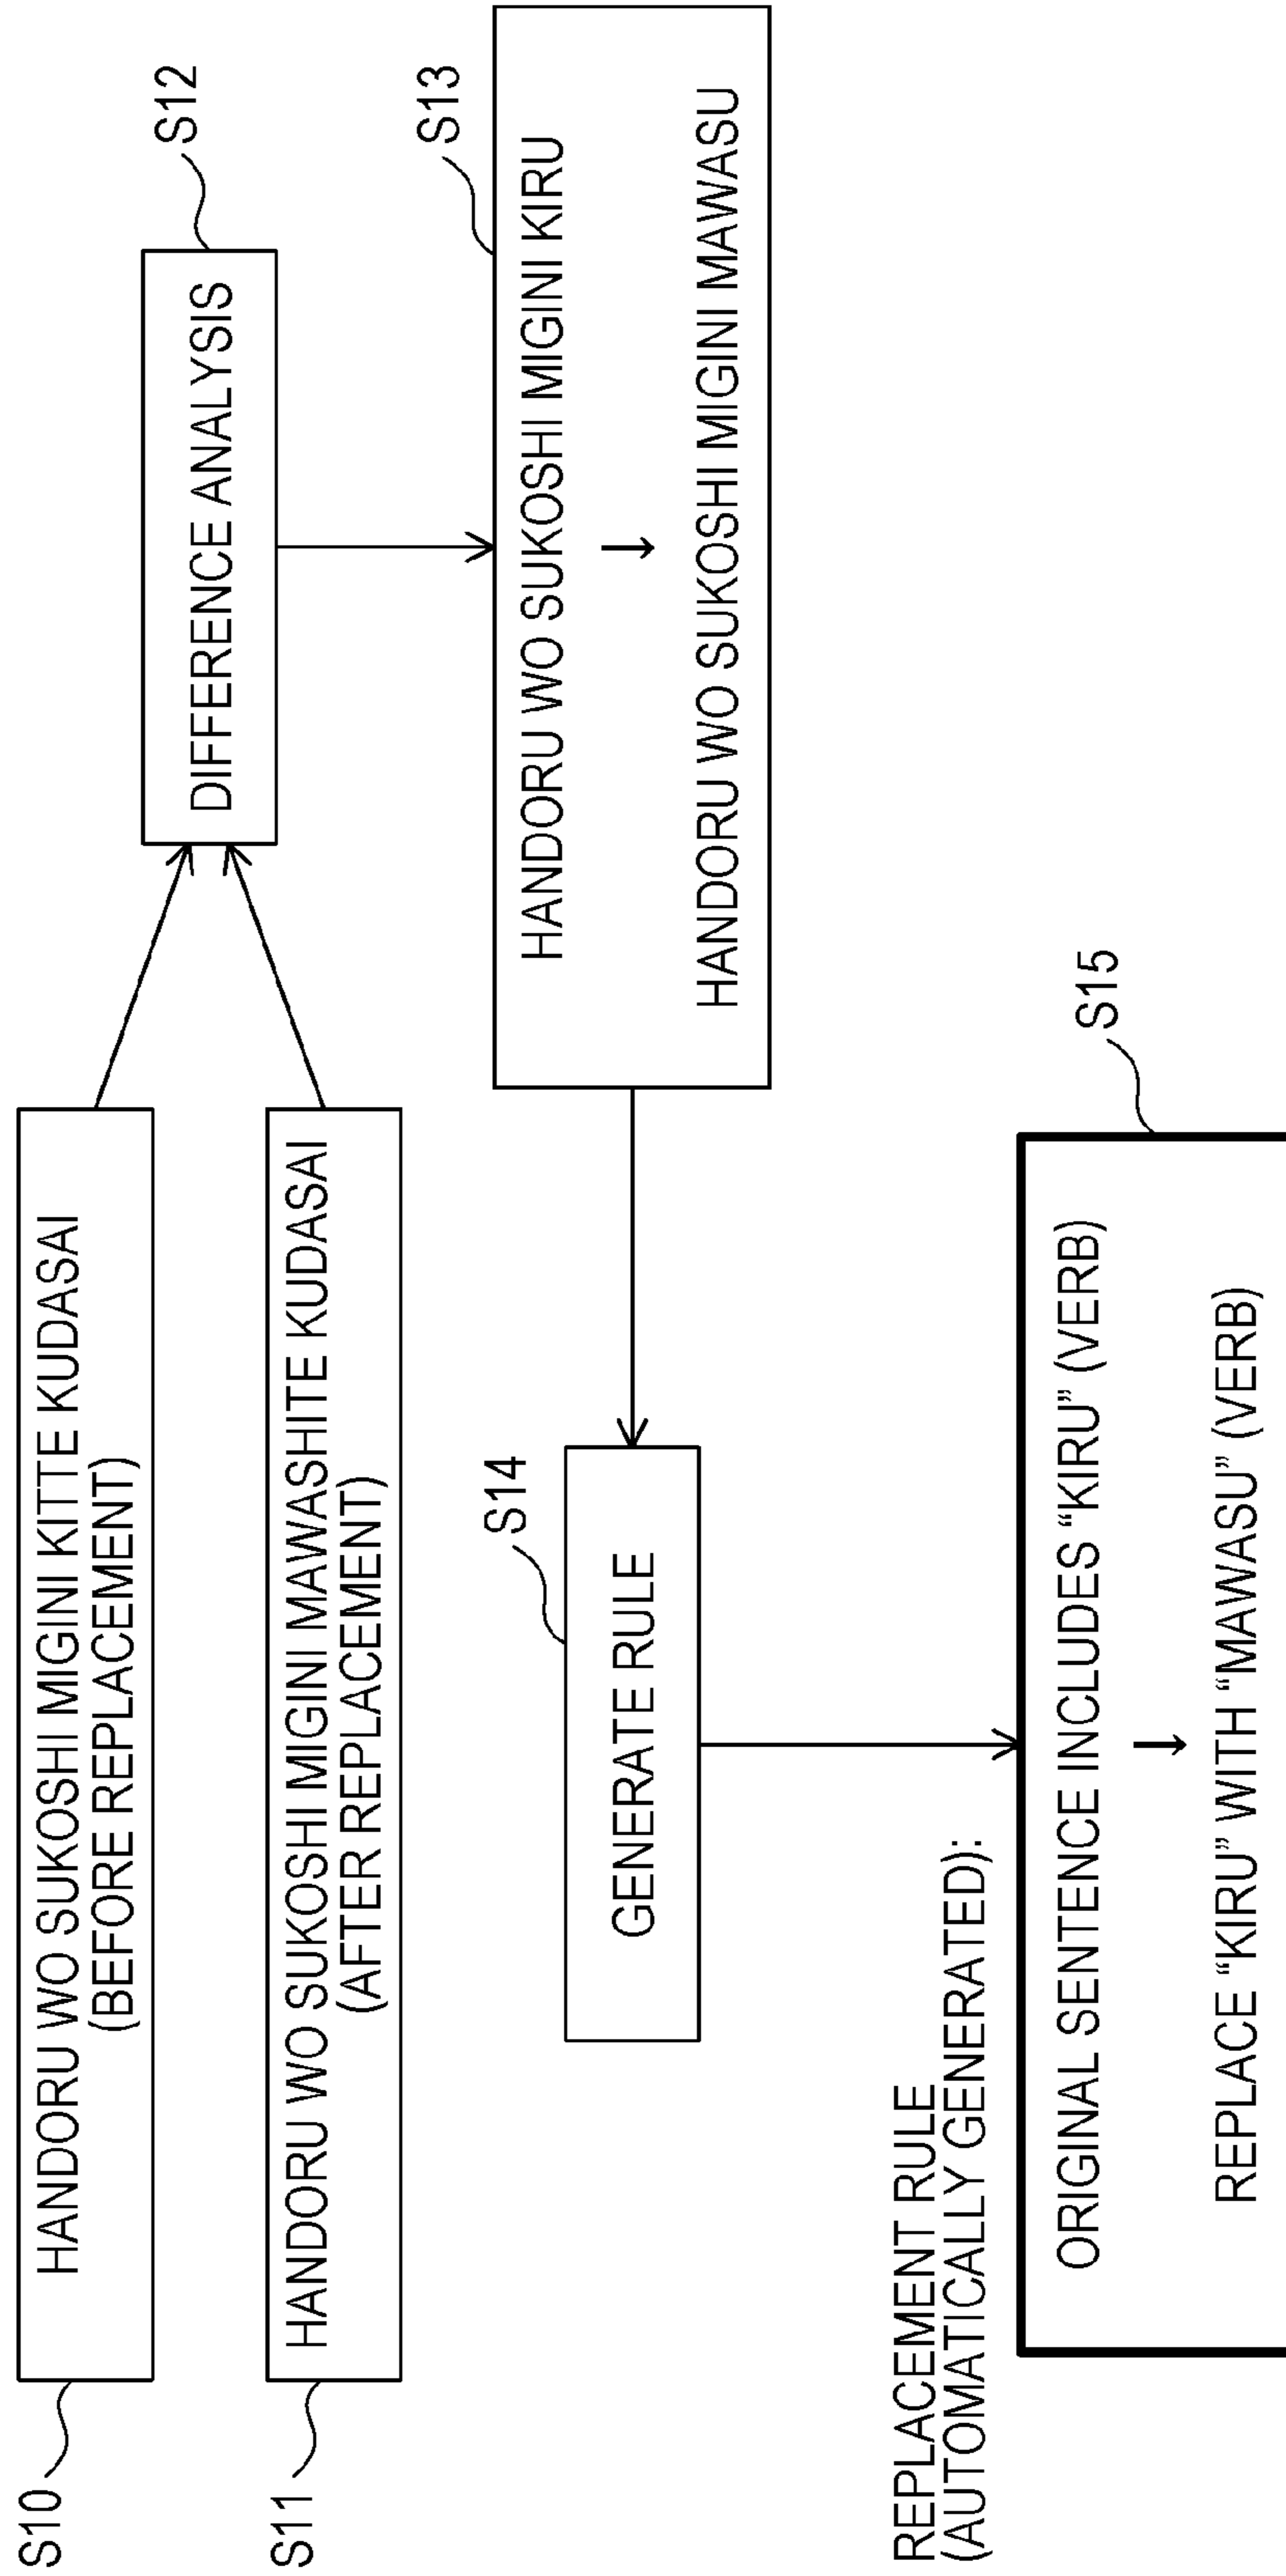 S10
HANDORU WO SUKOSHI MIGINI KITTE KUDASAI
(BEFORE REPLACEMENT)
S11
HANDORU WO SUKOSHI MIGINI MAWASHITE KUDASAI
(AFTER REPLACEMENT)
S12
DIFFERENCE ANALYSIS
S13
HANDORU WO SUKOSHI MIGINI KIRU
↓
HANDORU WO SUKOSHI MIGINI MAWASU
S14
GENERATE RULE
REPLACEMENT RULE
(AUTOMATICALLY GENERATED):
S15
ORIGINAL SENTENCE INCLUDES “KIRU” (VERB)
↓
REPLACE “KIRU” WITH “MAWASU” (VERB)